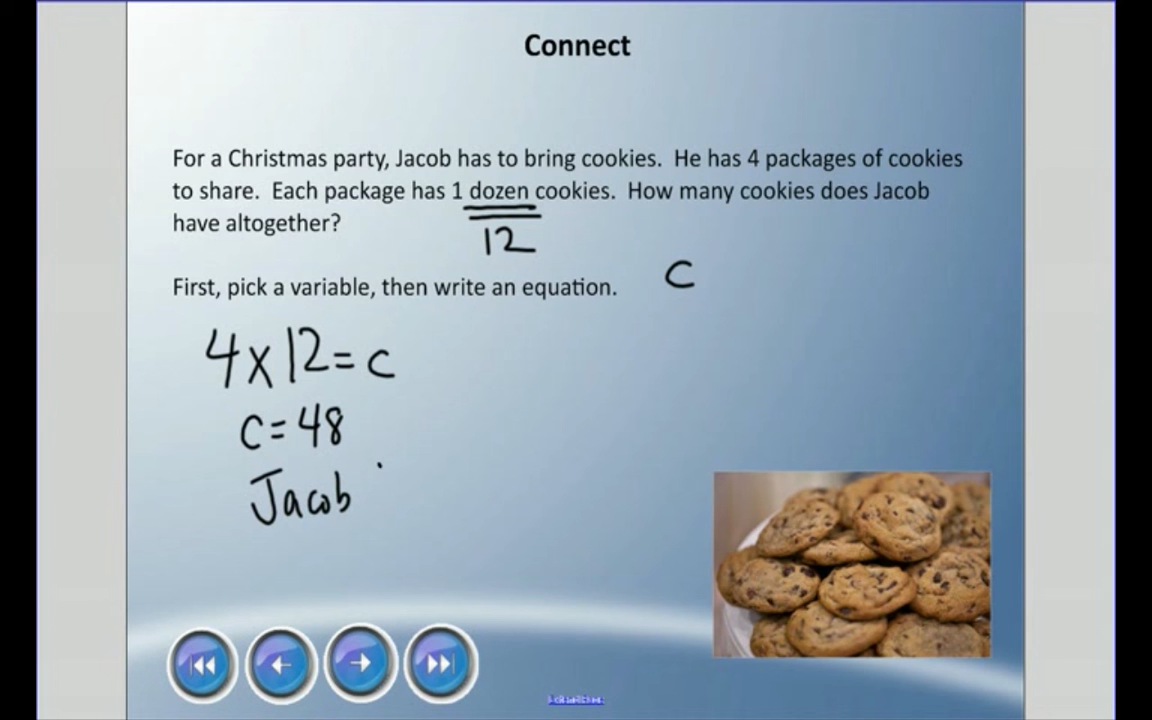 Connect
For a Christmas party, Jacob has to bring cookies. He has 4 packages of cookies
to share. Each package has 1 dozen cookies. How many cookies does Jacob
have altogether?
12
First, pick a variable, then write an equation.
c
4x12=c
c=48
Jacob